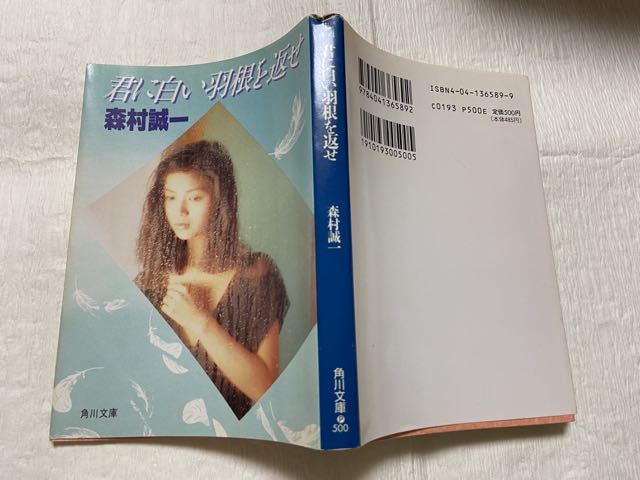 君に白い羽根を返せ
森村誠一
角川文庫
君に白い羽根を返せ
森村誠一
角川文庫
P
500
9784041365892
1910193005005
ISBN4-04-136589-9
C0193 P500E 定価500円
(本体485円)